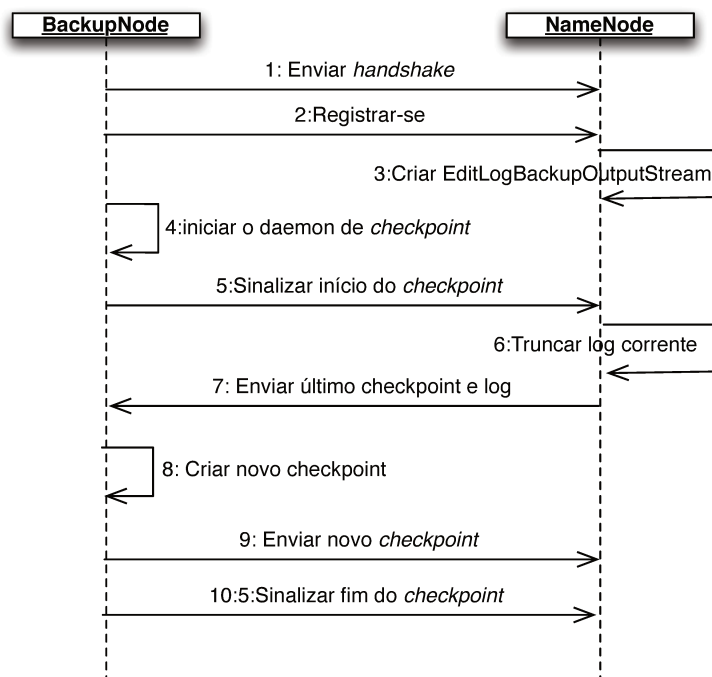 BackupNode
NameNode
1: Enviar handshake
2:Registrar-se
3:Criar EditLogBackupOutputStream
4:iniciar o daemon de checkpoint
5:Sinalizar início do checkpoint
6:Truncar log corrente
7: Enviar último checkpoint e log
8: Criar novo checkpoint
9: Enviar novo checkpoint
10:5:Sinalizar fim do checkpoint